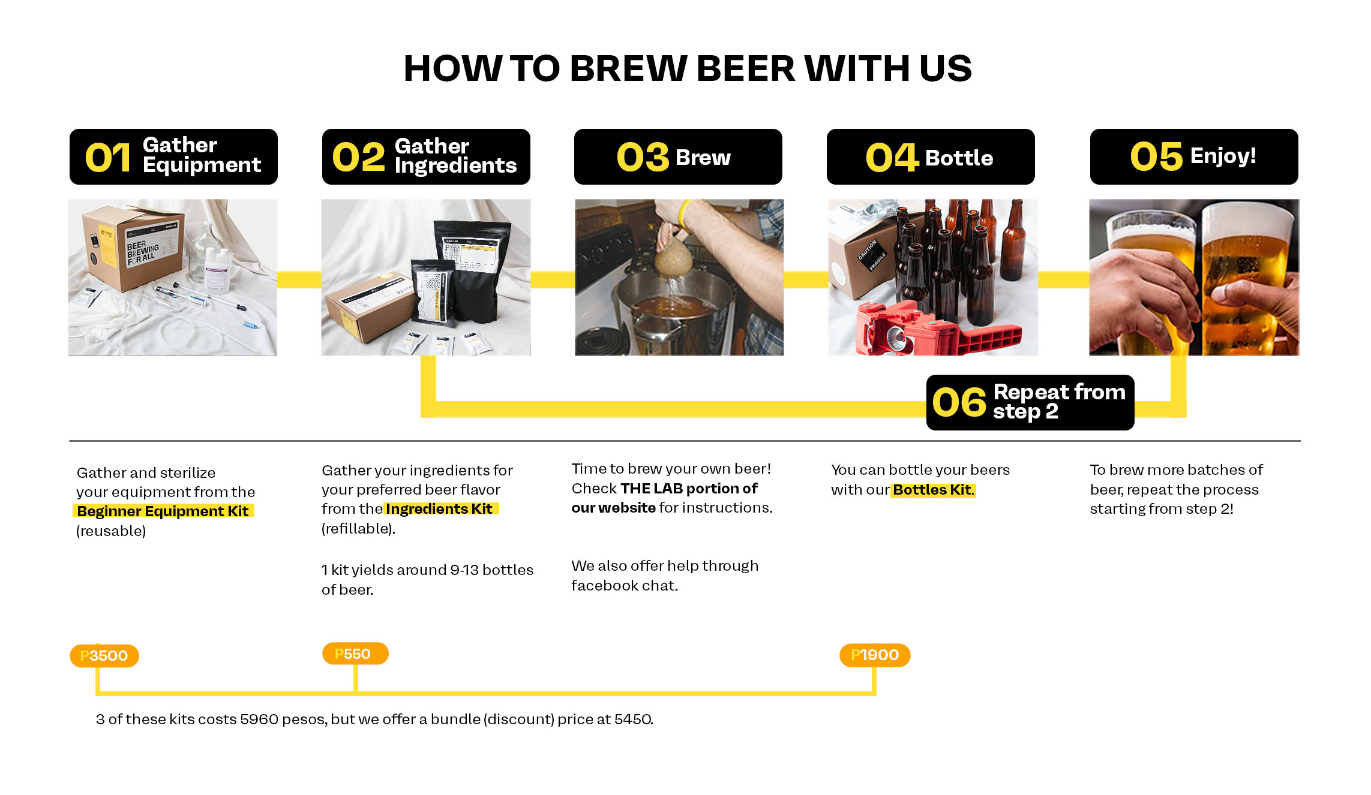 HOW TO BREW BEER WITH US
01 Gather
Equipment
02 Gather
Ingredients
03 Brew
04 Bottle
05 Enjoy!
BEER
BREWING
FOR ALL
CAUTION
FRAGILE
06 Repeat from
step 2
Gather and sterilize
your equipment from the
Beginner Equipment Kit
(reusable)
Gather your ingredients for
your preferred beer flavor
from the Ingredients Kit
(refillable).
1 kit yields around 9-13 bottles
of beer.
Time to brew your own beer!
Check THE LAB portion of
our website for instructions.
We also offer help through
facebook chat.
You can bottle your beers
with our Bottles Kit.
To brew more batches of
beer, repeat the process
starting from step 2!
P3500
P550
P1900
3 of these kits costs 5960 pesos, but we offer a bundle (discount) price at 5450.